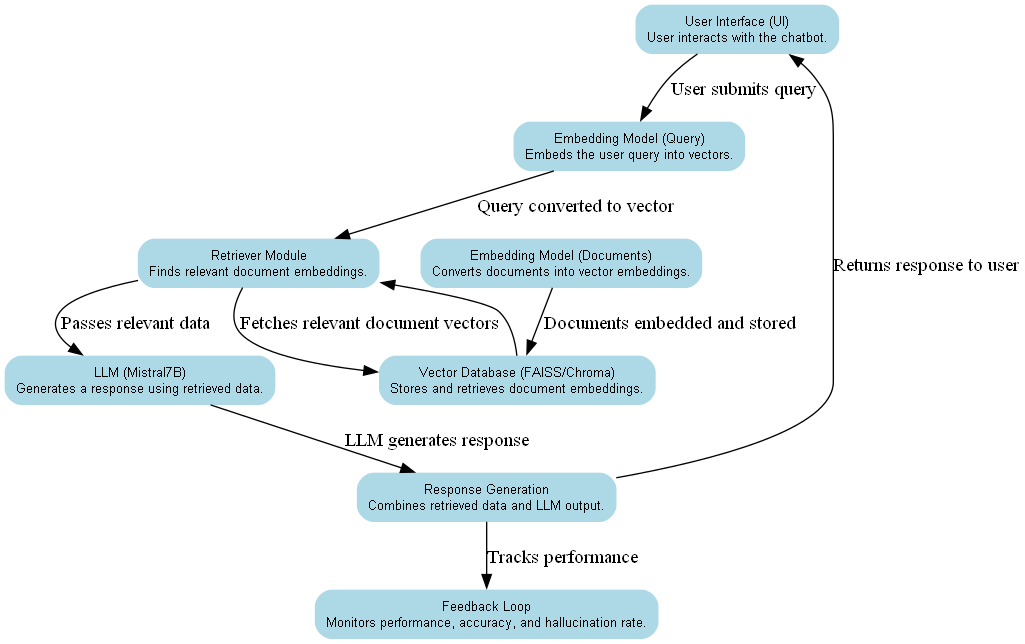 User Interface (UI)
User interacts with the chatbot.
User submits query
Embedding Model (Query)
Embeds the user query into vectors.
Query converted to vector
Retriever Module
Finds relevant document embeddings.
Embedding Model (Documents)
Converts documents into vector embeddings.
Returns response to user
Passes relevant data
Fetches relevant document vectors
Documents embedded and stored
LLM (Mistral7B)
Generates a response using retrieved data.
Vector Database (FAISS/Chroma)
Stores and retrieves document embeddings.
LLM generates response
Response Generation
Combines retrieved data and LLM output.
Tracks performance
Feedback Loop
Monitors performance, accuracy, and hallucination rate.